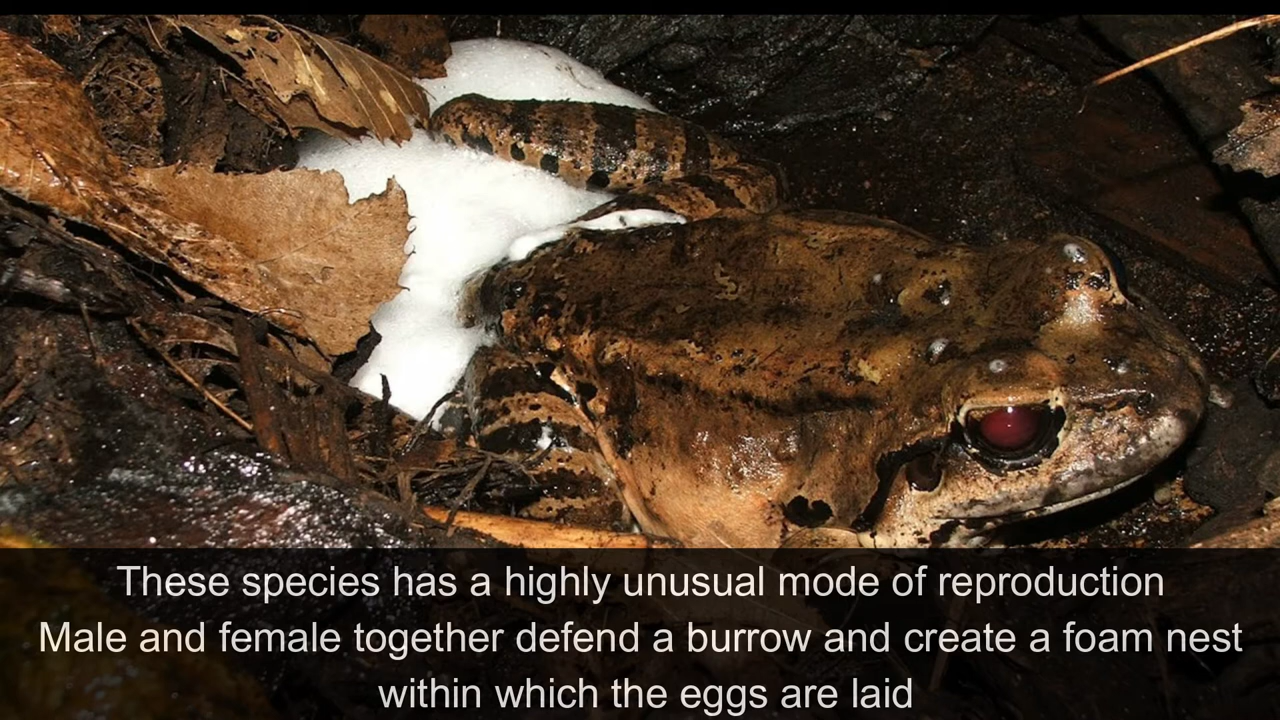 These species has a highly unusual mode of reproduction
Male and female together defend a burrow and create a foam nest
within which the eggs are laid